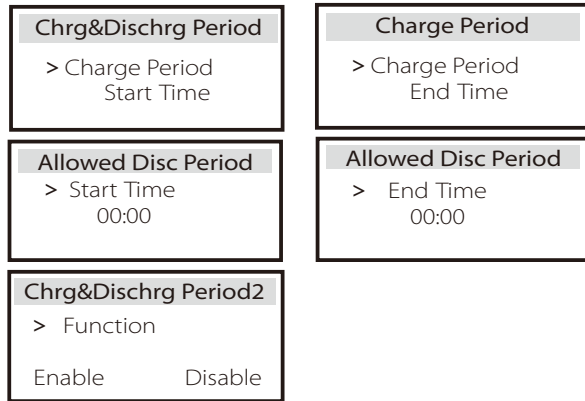 Chrg&Dischrg Period
> Charge Period
Start Time
Charge Period
> Charge Period
End Time
Allowed Disc Period
> Start Time
00:00
Allowed Disc Period
> End Time
00:00
Chrg&Dischrg Period2
> Function
Enable Disable